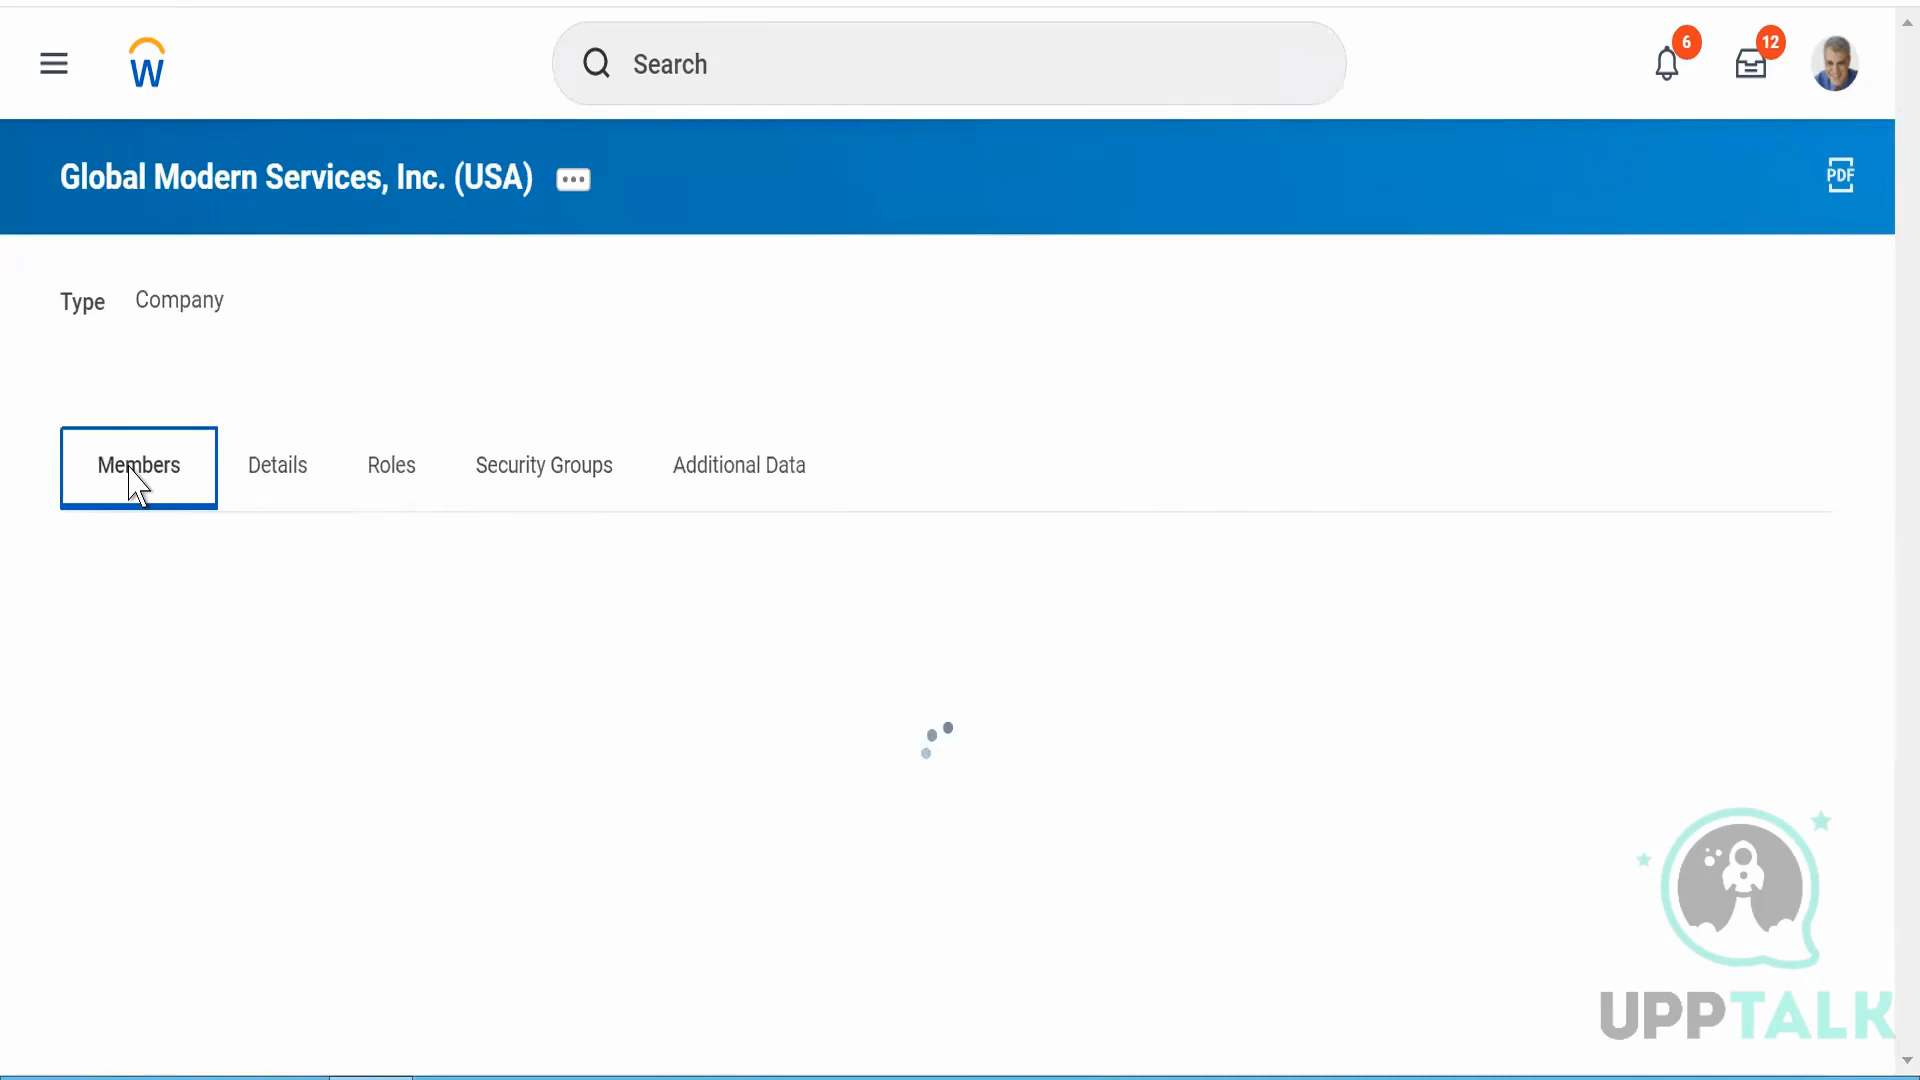 W
Search
6
12
Global Modern Services, Inc. (USA)
PDF
Type Company
Members Details Roles Security Groups Additional Data
UPPTALK